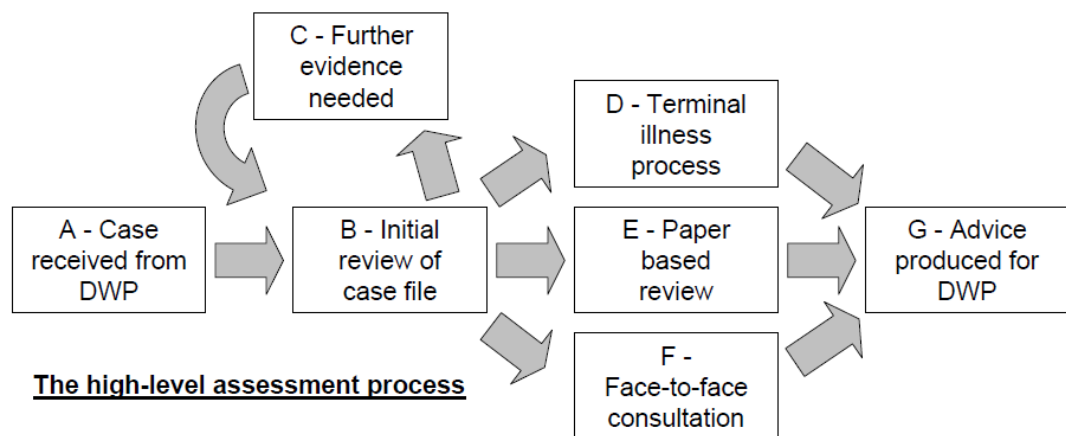 C - Further
evidence
needed
D - Terminal
illness
process
A - Case
received from
DWP
B - Initial
review of
case file
E - Paper
based
review
G - Advice
produced for
DWP
F -
Face-to-face
consultation
The high-level assessment process